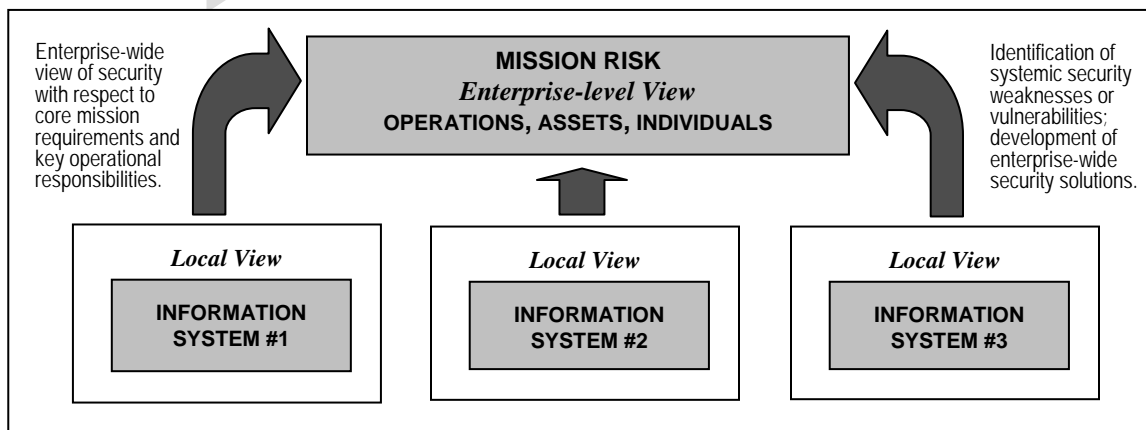 Enterprise-wide
view of security
with respect to
core mission
requirements and
key operational
responsibilities.
MISSION RISK
Enterprise-level View
OPERATIONS, ASSETS, INDIVIDUALS
Identification of
systemic security
weaknesses or
vulnerabilities;
development of
enterprise-wide
security solutions.
Local View
INFORMATION
SYSTEM #1
Local View
INFORMATION
SYSTEM #2
Local View
INFORMATION
SYSTEM #3